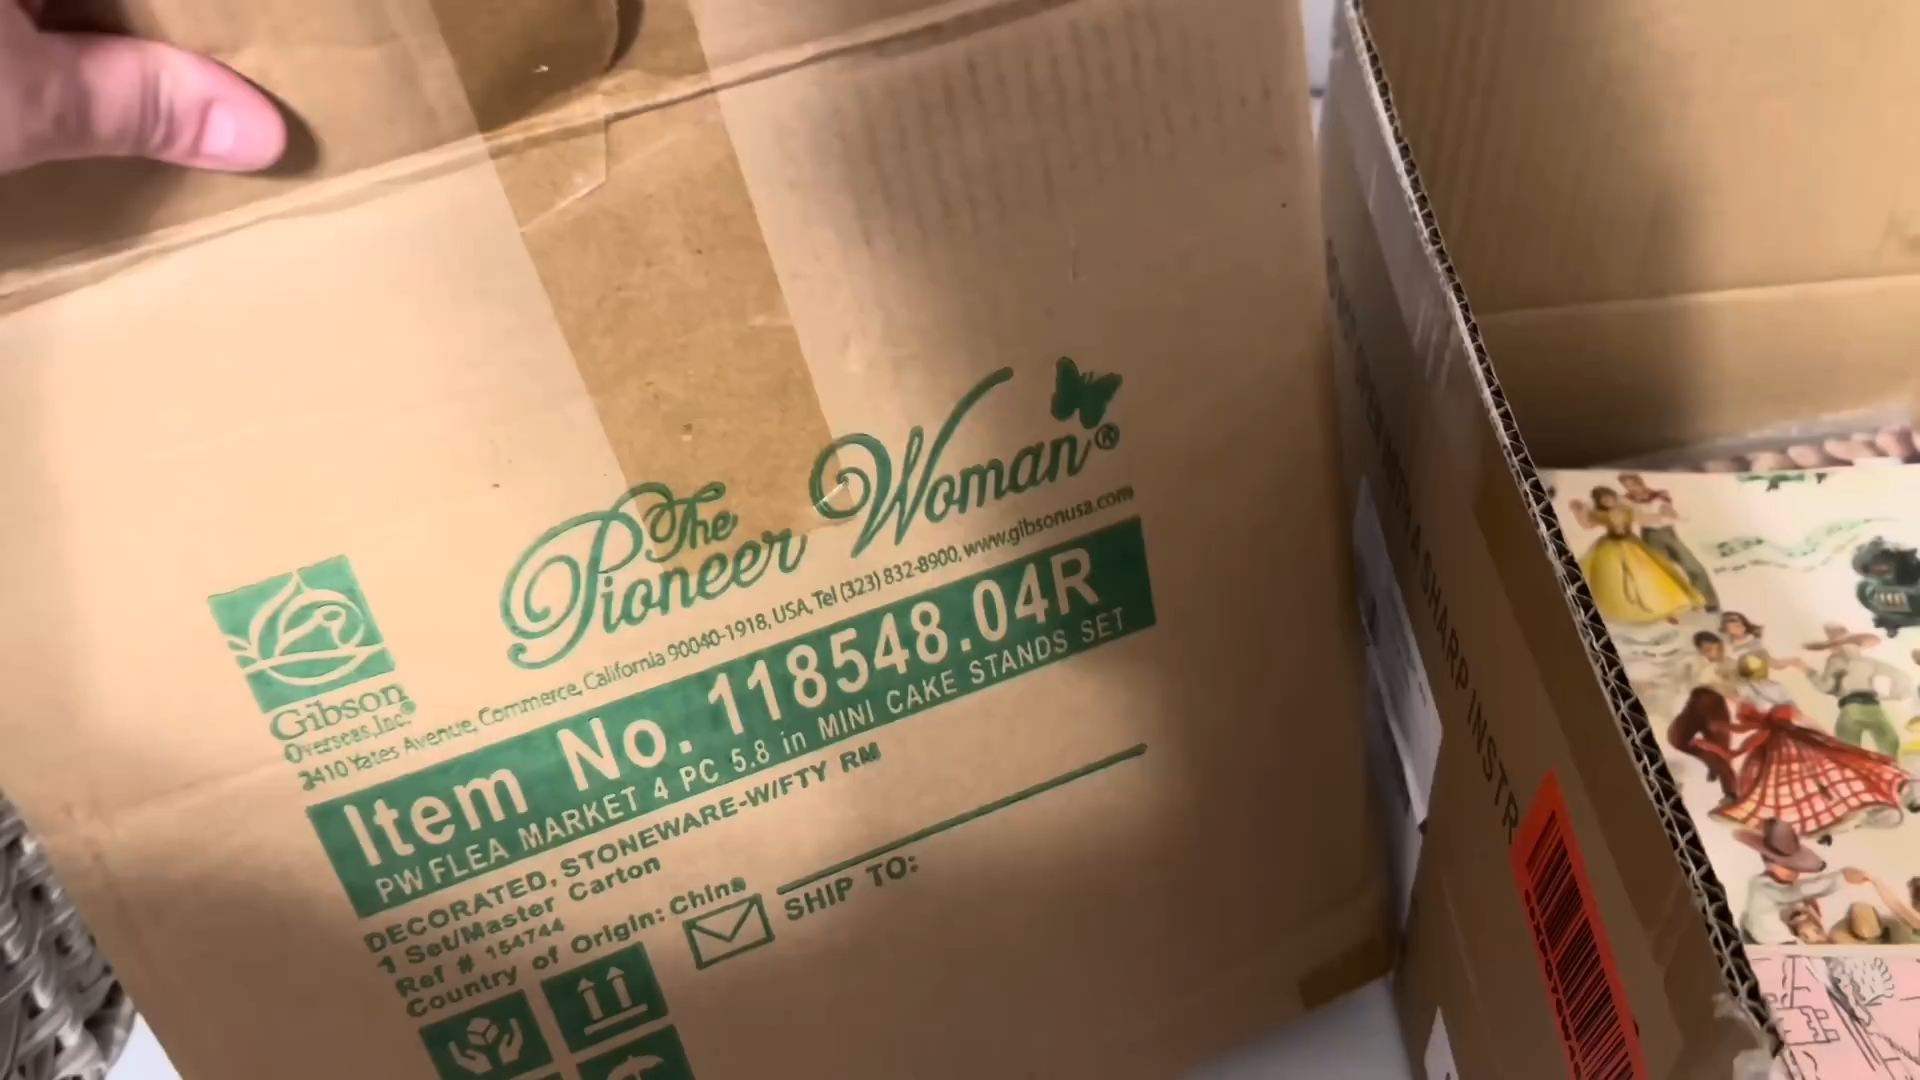 The
Pioneer Woman®
Gibson
Overseas, Inc.®
2410 Yates Avenue, Commerce, California 90040-1918, USA, Tel (323) 832-8900, www.gibsonusa.com
Item No. 118548.04R
PW FLEA MARKET 4 PC 5.8 in MINI CAKE STANDS SET
DECORATED, STONEWARE-W/FTY RM
1 Set/Master Carton
Ref # 154744
Country of Origin: China
SHIP TO:
A SHARP INSTR